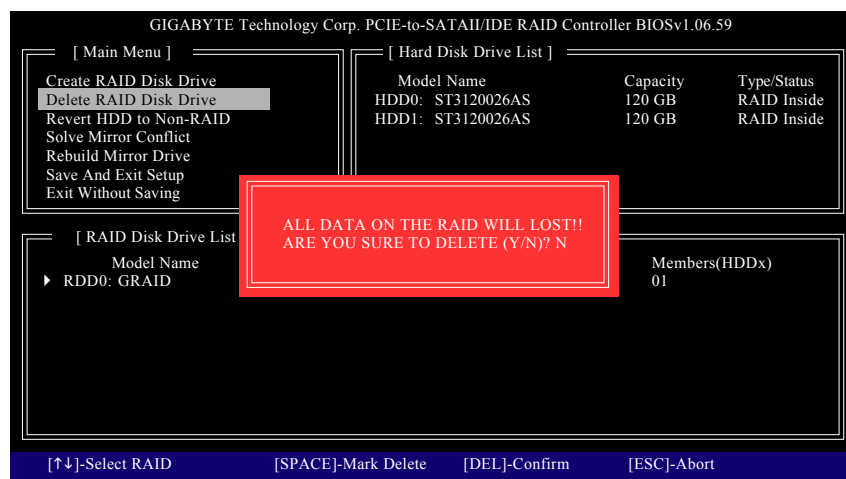 GIGABYTE Technology Corp. PCIE-to-SATAII/IDE RAID Controller BIOSv1.06.59
[ Main Menu ]
Create RAID Disk Drive
Delete RAID Disk Drive
Revert HDD to Non-RAID
Solve Mirror Conflict
Rebuild Mirror Drive
Save And Exit Setup
Exit Without Saving
[ Hard Disk Drive List ]
Model Name Capacity Type/Status
HDD0: ST3120026AS 120 GB RAID Inside
HDD1: ST3120026AS 120 GB RAID Inside
ALL DATA ON THE RAID WILL LOST!!
ARE YOU SURE TO DELETE (Y/N)? N
[ RAID Disk Drive List
Model Name Members(HDDx)
RDD0: GRAID 01
[↑↓]-Select RAID [SPACE]-Mark Delete [DEL]-Confirm [ESC]-Abort